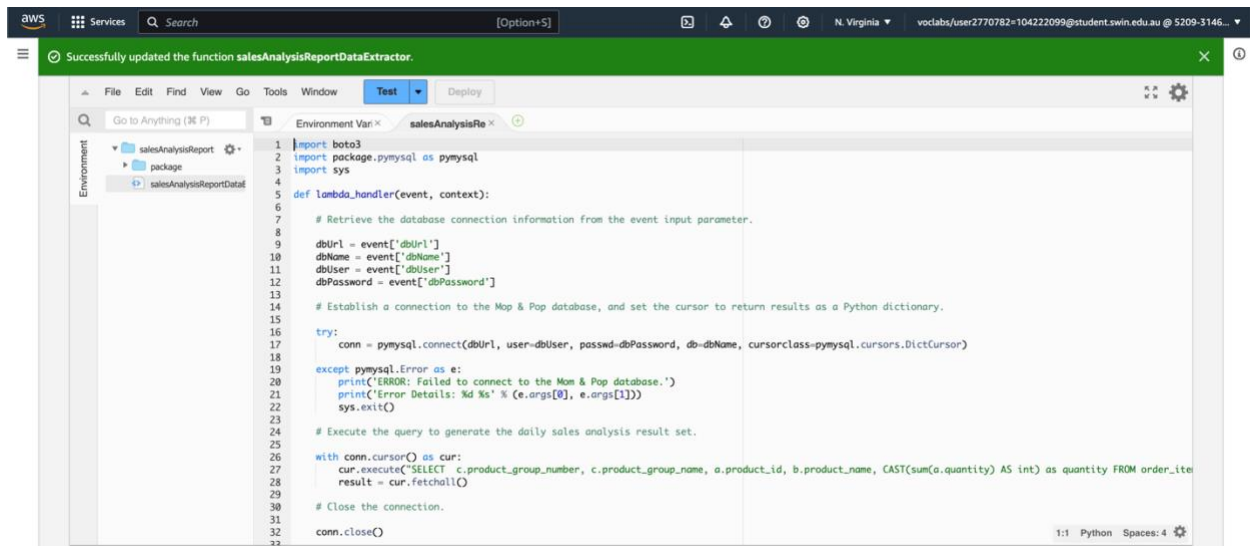 aws Services Search [Option+S] N. Virginia ▼ voclabs/user2770782=104222099@student.swin.edu.au @ 5209-3146... ▼
Successfully updated the function salesAnalysisReportDataExtractor.
File Edit Find View Go Tools Window Test Deploy
Go to Anything (⌘ P) Environment Vari × salesAnalysisRe ×
Environment
salesAnalysisReport
package
salesAnalysisReportDataE
1 import boto3
2 import package.pymysql as pymysql
3 import sys
4
5 def lambda_handler(event, context):
6
7 # Retrieve the database connection information from the event input parameter.
8
9 dbUrl = event['dbUrl']
10 dbName = event['dbName']
11 dbUser = event['dbUser']
12 dbPassword = event['dbPassword']
13
14 # Establish a connection to the Mop & Pop database, and set the cursor to return results as a Python dictionary.
15
16 try:
17 conn = pymysql.connect(dbUrl, user=dbUser, passwd=dbPassword, db=dbName, cursorclass=pymysql.cursors.DictCursor)
18
19 except pymysql.Error as e:
20 print('ERROR: Failed to connect to the Mom & Pop database.')
21 print('Error Details: %d %s' % (e.args[0], e.args[1]))
22 sys.exit()
23
24 # Execute the query to generate the daily sales analysis result set.
25
26 with conn.cursor() as cur:
27 cur.execute("SELECT c.product_group_number, c.product_group_name, a.product_id, b.product_name, CAST(sum(a.quantity) AS int) as quantity FROM order_ite
28 result = cur.fetchall()
29
30 # Close the connection.
31
32 conn.close()
33
1:1 Python Spaces: 4